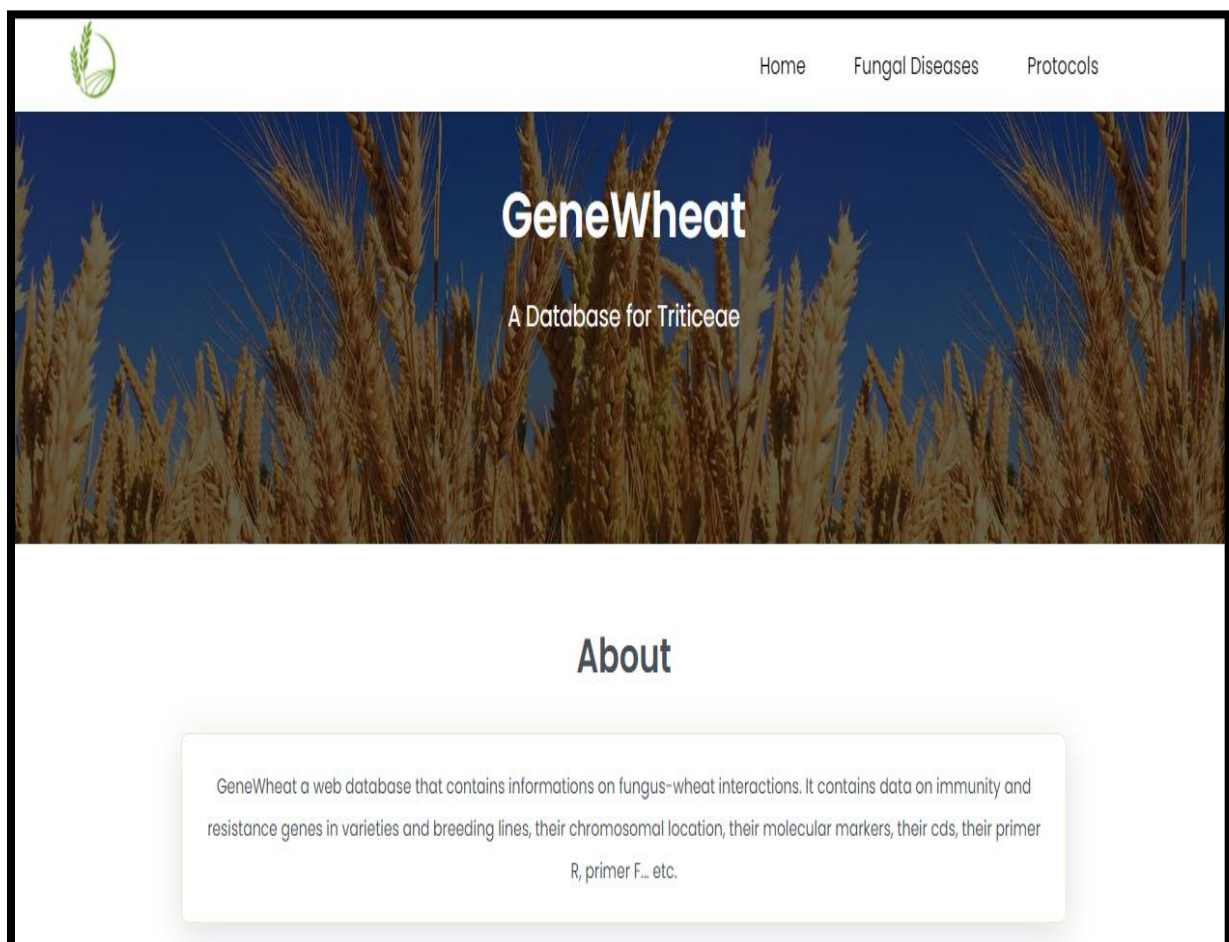 Home Fungal Diseases Protocols
GeneWheat
A Database for Triticeae
About
GeneWheat a web database that contains informations on fungus-wheat interactions. It contains data on immunity and
resistance genes in varieties and breeding lines, their chromosomal location, their molecular markers, their cds, their primer
R, primer F... etc.